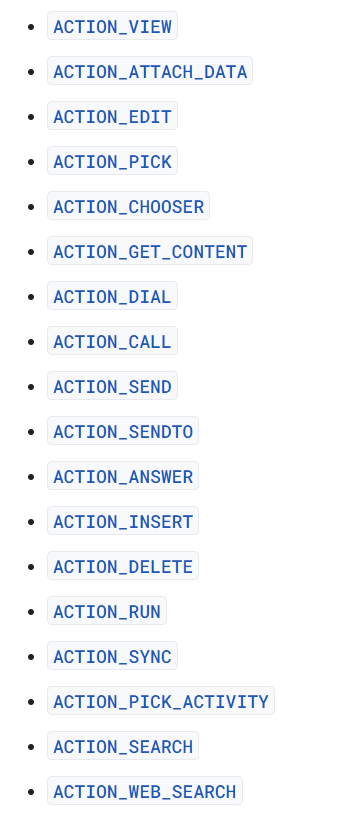 ACTION_VIEW
ACTION_ATTACH_DATA
ACTION_EDIT
ACTION_PICK
ACTION_CHOOSER
ACTION_GET_CONTENT
ACTION_DIAL
ACTION_CALL
ACTION_SEND
ACTION_SENDTO
ACTION_ANSWER
ACTION_INSERT
ACTION_DELETE
ACTION_RUN
ACTION_SYNC
ACTION_PICK_ACTIVITY
ACTION_SEARCH
ACTION_WEB_SEARCH